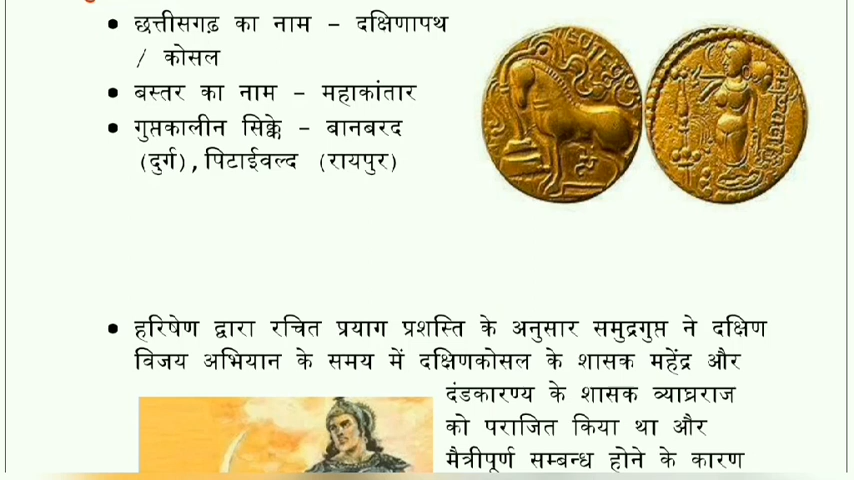 • छत्तीसगढ़ का नाम – दक्षिणापथ
/ कोसल
• बस्तर का नाम – महाकांतार
• गुप्तकालीन सिक्के – बानबरद
(दुर्ग),पिटाईवल्द (रायपुर)
• हरिषेण द्वारा रचित प्रयाग प्रशस्ति के अनुसार समुद्रगुप्त ने दक्षिण
विजय अभियान के समय में दक्षिणकोसल के शासक महेंद्र और
दंडकारण्य के शासक व्याघ्रराज
को पराजित किया था और
मैत्रीपूर्ण सम्बन्ध होने के कारण